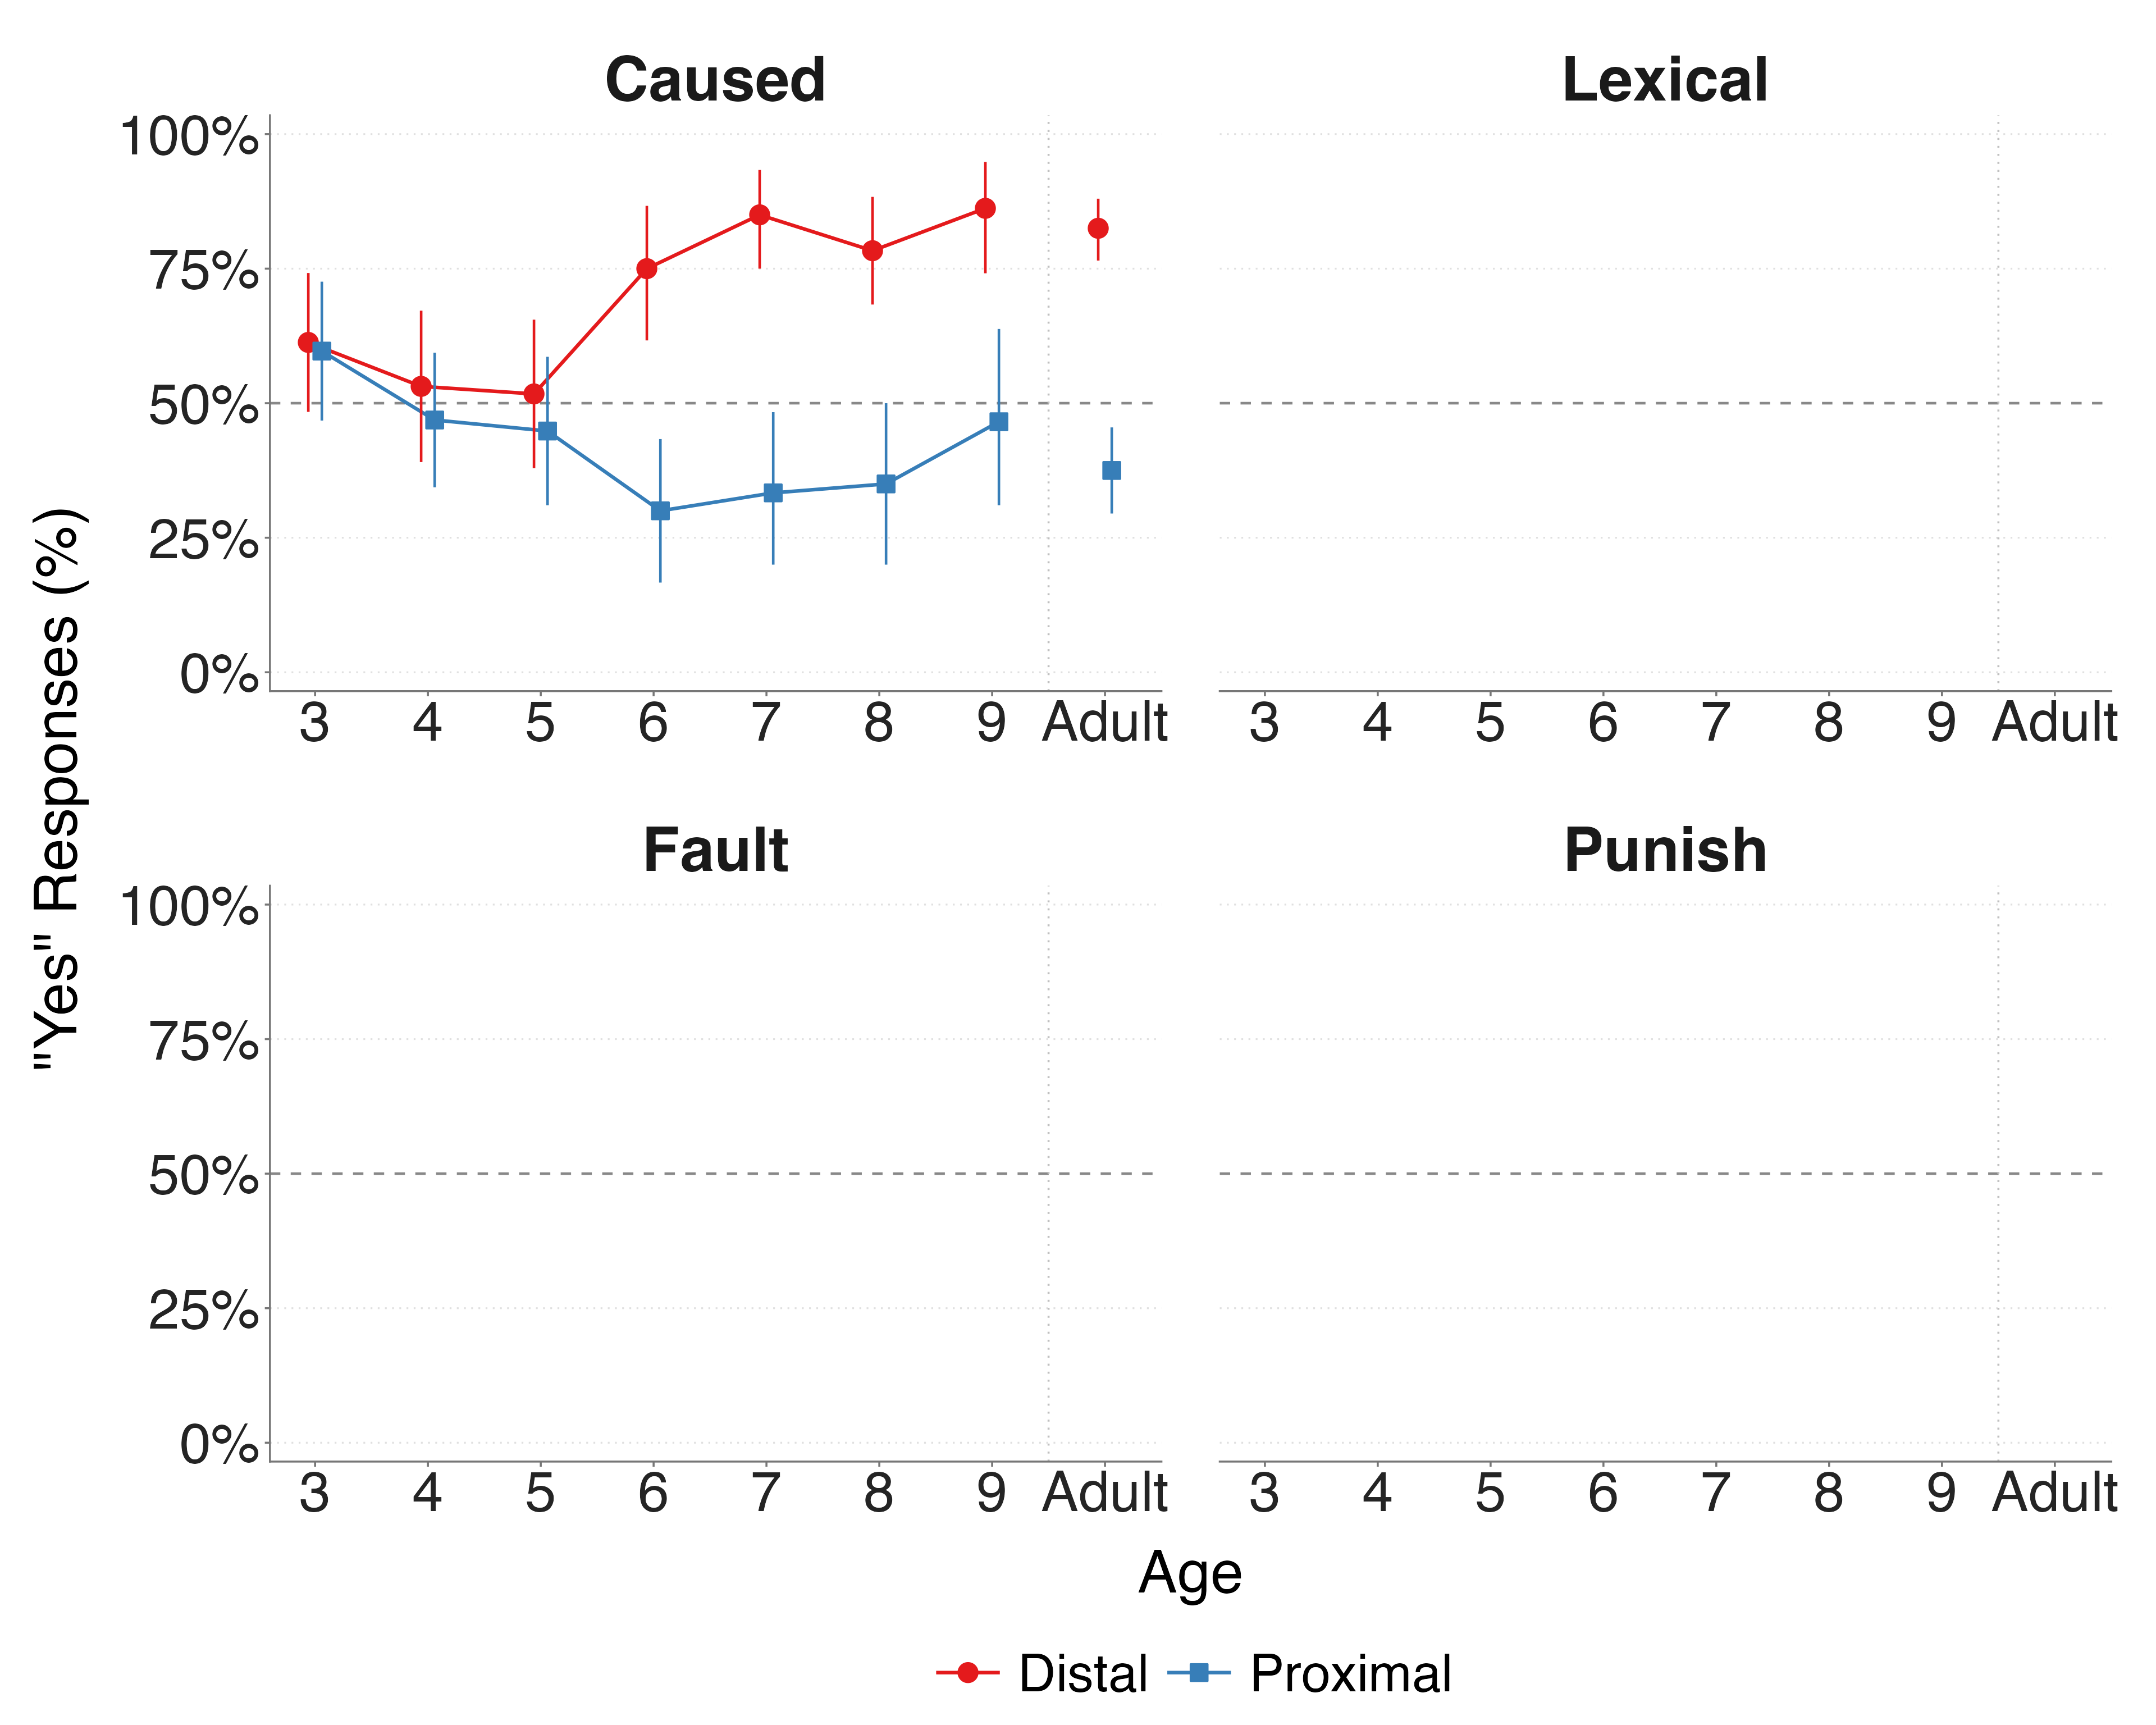 Caused
Lexical
100%
75%
50%
25%
0%
3 4 5 6 7 8 9 Adult
3 4 5 6 7 8 9 Adult
"Yes" Responses (%)
Fault
Punish
100%
75%
50%
25%
0%
3 4 5 6 7 8 9 Adult
3 4 5 6 7 8 9 Adult
Age
Distal Proximal